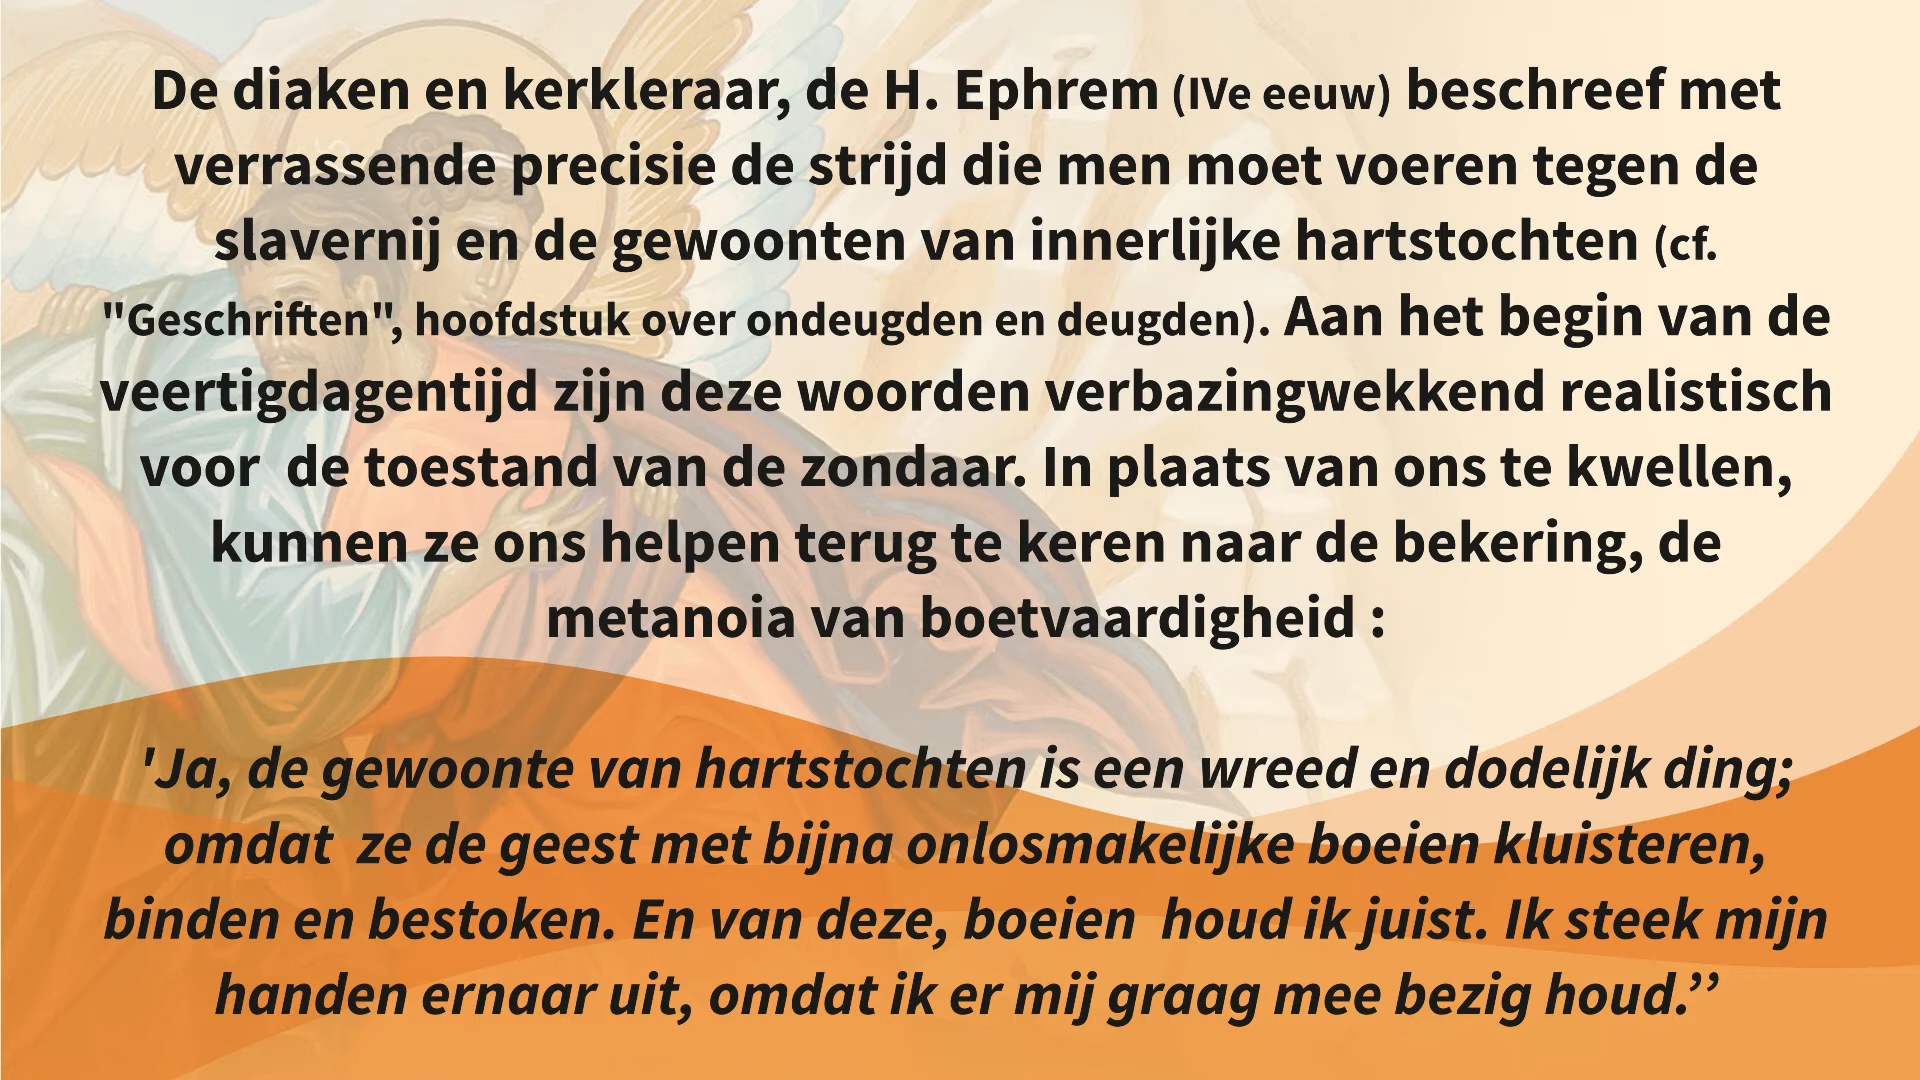 De diaken en kerkleraar, de H. Ephrem (IVe eeuw) beschreef met
verrassende precisie de strijd die men moet voeren tegen de
slavernij en de gewoonten van innerlijke hartstochten (cf.
"Geschriften", hoofdstuk over ondeugden en deugden). Aan het begin van de
veertigdagentijd zijn deze woorden verbazingwekkend realistisch
voor  de toestand van de zondaar. In plaats van ons te kwellen,
kunnen ze ons helpen terug te keren naar de bekering, de
metanoia van boetvaardigheid :
'Ja, de gewoonte van hartstochten is een wreed en dodelijk ding;
omdat  ze de geest met bijna onlosmakelijke boeien kluisteren,
binden en bestoken. En van deze, boeien  houd ik juist. Ik steek mijn
handen ernaar uit, omdat ik er mij graag mee bezig houd.’’